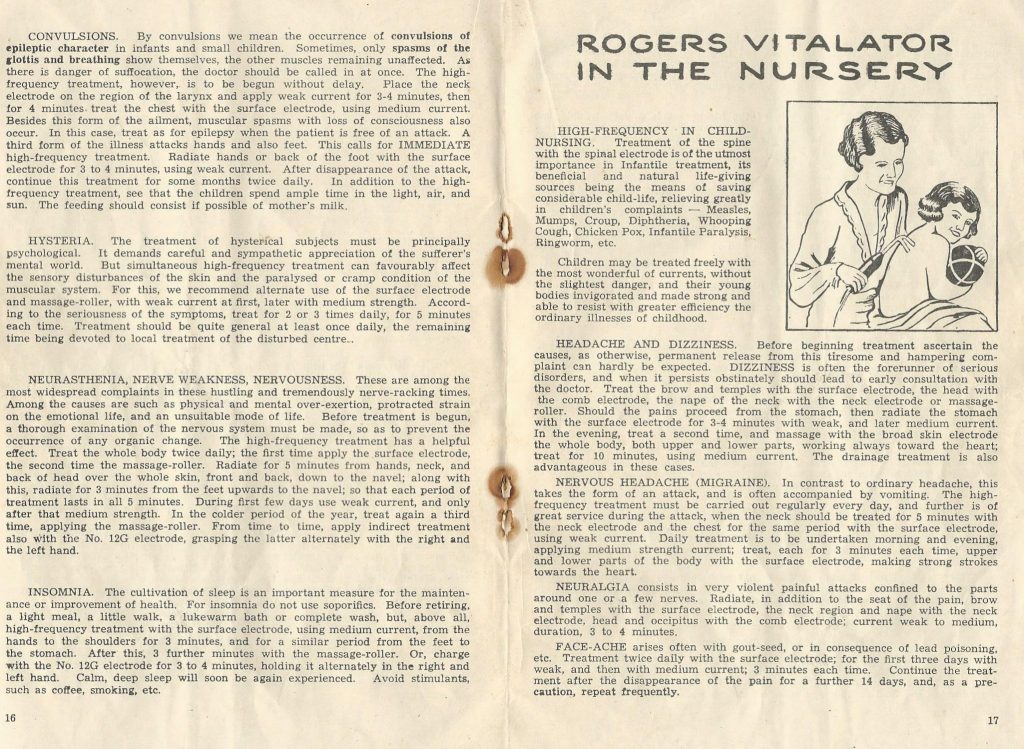 CONVULSIONS. By convulsions we mean the occurrence of convulsions of
epileptic character in infants and small children. Sometimes, only spasms of the
glottis and breathing show themselves, the other muscles remaining unaffected. As
there is danger of suffocation, the doctor should be called in at once. The high-
frequency treatment, however, is to be begun without delay. Place the neck
electrode on the region of the larynx and apply weak current for 3-4 minutes, then
for 4 minutes treat the chest with the surface electrode, using medium current.
Besides this form of the ailment, muscular spasms with loss of consciousness also
occur. In this case, treat as for epilepsy when the patient is free of an attack. A
third form of the illness attacks hands and also feet. This calls for IMMEDIATE
high-frequency treatment. Radiate hands or back of the foot with the surface
electrode for 3 to 4 minutes, using weak current. After disappearance of the attack,
continue this treatment for some months twice daily. In addition to the high-
frequency treatment, see that the children spend ample time in the light, air, and
sun. The feeding should consist if possible of mother's milk.
HYSTERIA. The treatment of hysterical subjects must be principally
psychological. It demands careful and sympathetic appreciation of the sufferer's
mental world. But simultaneous high-frequency treatment can favourably affect
the sensory disturbances of the skin and the paralysed or cramp condition of the
muscular system. For this, we recommend alternate use of the surface electrode
and massage-roller, with weak current at first, later with medium strength. Accord-
ing to the seriousness of the symptoms, treat for 2 or 3 times daily, for 5 minutes
each time. Treatment should be quite general at least once daily, the remaining
time being devoted to local treatment of the disturbed centre..
NEURASTHENIA, NERVE WEAKNESS, NERVOUSNESS. These are among the
most widespread complaints in these hustling and tremendously nerve-racking times.
Among the causes are such as physical and mental over-exertion, protracted strain
on the emotional life, and an unsuitable mode of life. Before treatment is begun,
a thorough examination of the nervous system must be made, so as to prevent the
occurrence of any organic change. The high-frequency treatment has a helpful
effect. Treat the whole body twice daily; the first time apply the surface electrode,
the second time the massage-roller. Radiate for 5 minutes from hands, neck, and
back of head over the whole skin, front and back, down to the navel; along with
this, radiate for 3 minutes from the feet upwards to the navel; so that each period of
treatment lasts in all 5 minutes. During first few days use weak current, and only
after that medium strength. In the colder period of the year, treat again a third
time, applying the massage-roller. From time to time, apply indirect treatment
also with the No. 12G electrode, grasping the latter alternately with the right and
the left hand.
INSOMNIA. The cultivation of sleep is an important measure for the mainten-
ance or improvement of health. For insomnia do not use soporifics. Before retiring,
a light meal, a little walk, a lukewarm bath or complete wash, but, above all,
high-frequency treatment with the surface electrode, using medium current, from the
hands to the shoulders for 3 minutes, and for a similar period from the feet to the
stomach. After this, 3 further minutes with the massage-roller. Or, charge
with the No. 12G electrode for 3 to 4 minutes, holding it alternately in the right and
left hand. Calm, deep sleep will soon be again experienced. Avoid stimulants,
such as coffee, smoking, etc.
16
ROGERS VITALATOR
IN THE NURSERY
HIGH-FREQUENCY IN CHILD-
NURSING. Treatment of the spine
with the spinal electrode is of the utmost
importance in Infantile treatment, its
beneficial and natural life-giving
sources being the means of saving
considerable child-life, relieving greatly
in children's complaints — Measles,
Mumps, Croup, Diphtheria, Whooping
Cough, Chicken Pox, Infantile Paralysis,
Ringworm, etc.
Children may be treated freely with
the most wonderful of currents, without
the slightest danger, and their young
bodies invigorated and made strong and
able to resist with greater efficiency the
ordinary illnesses of childhood.
HEADACHE AND DIZZINESS. Before beginning treatment ascertain the
causes, as otherwise, permanent release from this tiresome and hampering com-
plaint can hardly be expected. DIZZINESS is often the forerunner of serious
disorders, and when it persists obstinately should lead to early consultation with
the doctor. Treat the brow and temples with the surface electrode, the head with
the comb electrode, the nape of the neck with the neck electrode or massage-
roller. Should the pains proceed from the stomach, then radiate the stomach
with the surface electrode for 3-4 minutes with weak, and later medium current.
In the evening, treat a second time, and massage with the broad skin electrode
the whole body, both upper and lower parts, working always toward the heart;
treat for 10 minutes, using medium current. The drainage treatment is also
advantageous in these cases.
NERVOUS HEADACHE (MIGRAINE). In contrast to ordinary headache, this
takes the form of an attack, and is often accompanied by vomiting. The high-
frequency treatment must be carried out regularly every day, and further is of
great service during the attack, when the neck should be treated for 5 minutes with
the neck electrode and the chest for the same period with the surface electrode,
using weak current. Daily treatment is to be undertaken morning and evening,
applying medium strength current; treat, each for 3 minutes each time, upper
and lower parts of the body with the surface electrode, making strong strokes
towards the heart.
NEURALGIA consists in very violent painful attacks confined to the parts
around one or a few nerves. Radiate, in addition to the seat of the pain, brow
and temples with the surface electrode, the neck region and nape with the neck
electrode, head and occipitus with the comb electrode; current weak to medium,
duration, 3 to 4 minutes.
FACE-ACHE arises often with gout-seed, or in consequence of lead poisoning,
etc. Treatment twice daily with the surface electrode; for the first three days with
weak, and then with medium current; 3 minutes each time. Continue the treat-
ment after the disappearance of the pain for a further 14 days, and, as a pre-
caution, repeat frequently.
17